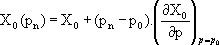 X₀(pₙ) = X₀ + (pₙ − p₀).(∂X₀/∂p)ₚ₌ₚ₀